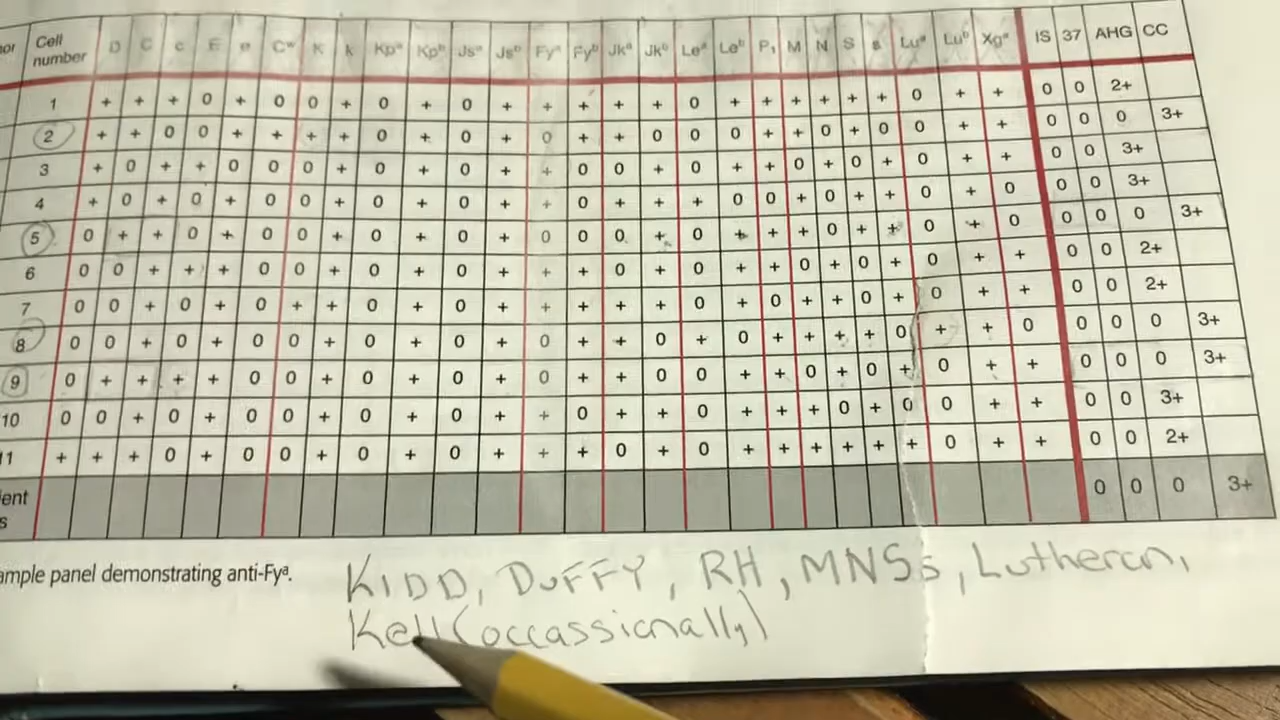 nor Cell number D C c E e Cʷ K k Kpᵃ Kpᵇ Jsᵃ Jsᵇ Fyᵃ Fyᵇ Jkᵃ Jkᵇ Leᵃ Leᵇ P₁ M N S s Luᵃ Luᵇ Xgᵃ IS 37 AHG CC
1 + + + 0 + 0 0 + 0 + 0 + + + + + 0 + + + + + + 0 + + 0 0 2+
2 + + 0 0 + + + + 0 + 0 + 0 + + 0 0 0 + + 0 + 0 0 + + 0 0 0 3+
3 + 0 + + 0 0 0 + 0 + 0 + + 0 0 + 0 + + 0 + 0 + 0 + + 0 0 3+
4 + 0 + 0 + 0 0 + 0 + 0 + + 0 + + + 0 0 + 0 + + 0 + 0 0 0 3+
5 0 + + 0 + 0 0 + 0 + 0 + 0 0 0 + 0 + + + 0 + + 0 + 0 0 0 0 3+
6 0 0 + + + 0 0 + 0 + 0 + + + 0 + 0 + + 0 + 0 + 0 + + 0 0 2+
7 0 0 + 0 + 0 + + 0 + 0 + + + + + 0 + 0 + + 0 + 0 + + 0 0 2+
8 0 0 + 0 + 0 0 + 0 + 0 + 0 + + 0 + 0 + + + + 0 + + 0 0 0 0 3+
9 0 + + + + 0 0 + 0 + 0 + 0 + + 0 0 + + 0 + 0 + 0 + + 0 0 0 3+
10 0 0 + 0 + 0 0 + 0 + 0 + + 0 + + 0 + + + 0 + 0 0 + + 0 0 3+
11 + + + 0 + 0 0 + 0 + 0 + + + 0 + 0 + + + + + + 0 + + 0 0 2+
ient s 0 0 0 3+
ample panel demonstrating anti-Fyᵃ.
KIDD, DUFFY, RH, MNSs, Lutheran,
Kell (occassionally)